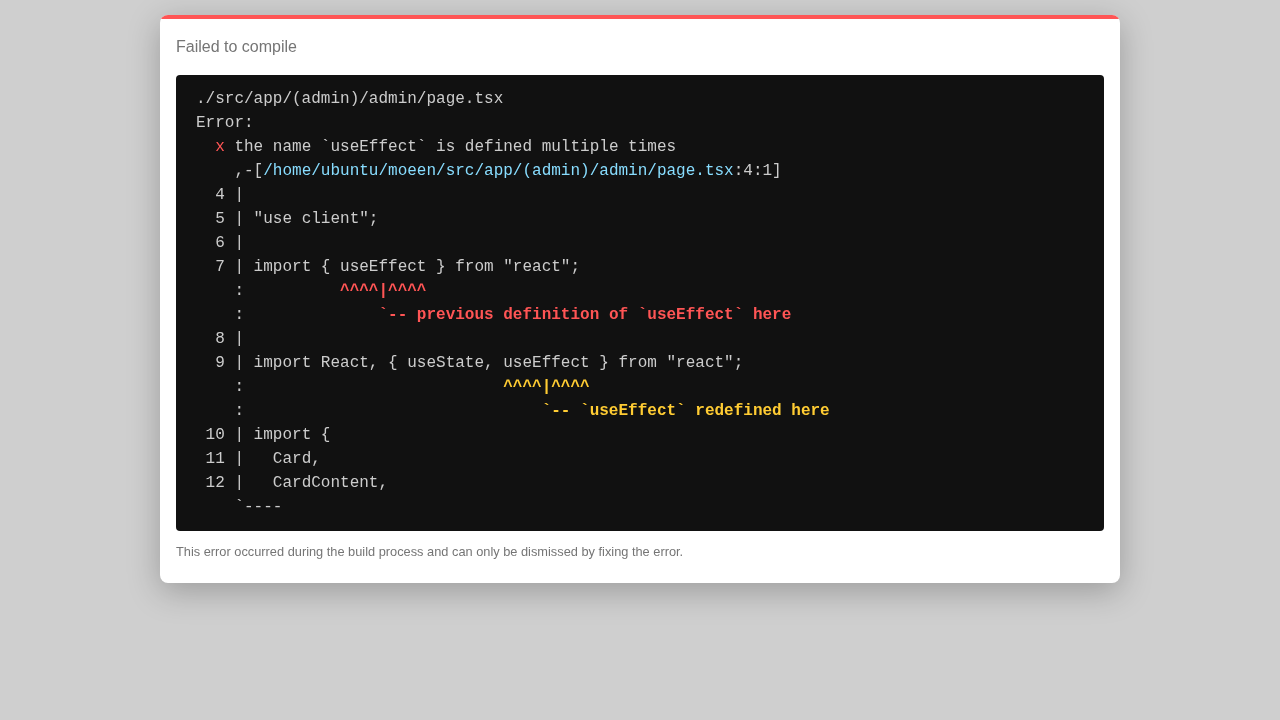 Failed to compile
./src/app/(admin)/admin/page.tsx
Error:
  x the name `useEffect` is defined multiple times
    ,-[/home/ubuntu/moeen/src/app/(admin)/admin/page.tsx:4:1]
  4 |
  5 | "use client";
  6 |
  7 | import { useEffect } from "react";
    :          ^^^^|^^^^
    :              `-- previous definition of `useEffect` here
  8 |
  9 | import React, { useState, useEffect } from "react";
    :                           ^^^^|^^^^
    :                               `-- `useEffect` redefined here
 10 | import {
 11 |   Card,
 12 |   CardContent,
    `----
This error occurred during the build process and can only be dismissed by fixing the error.